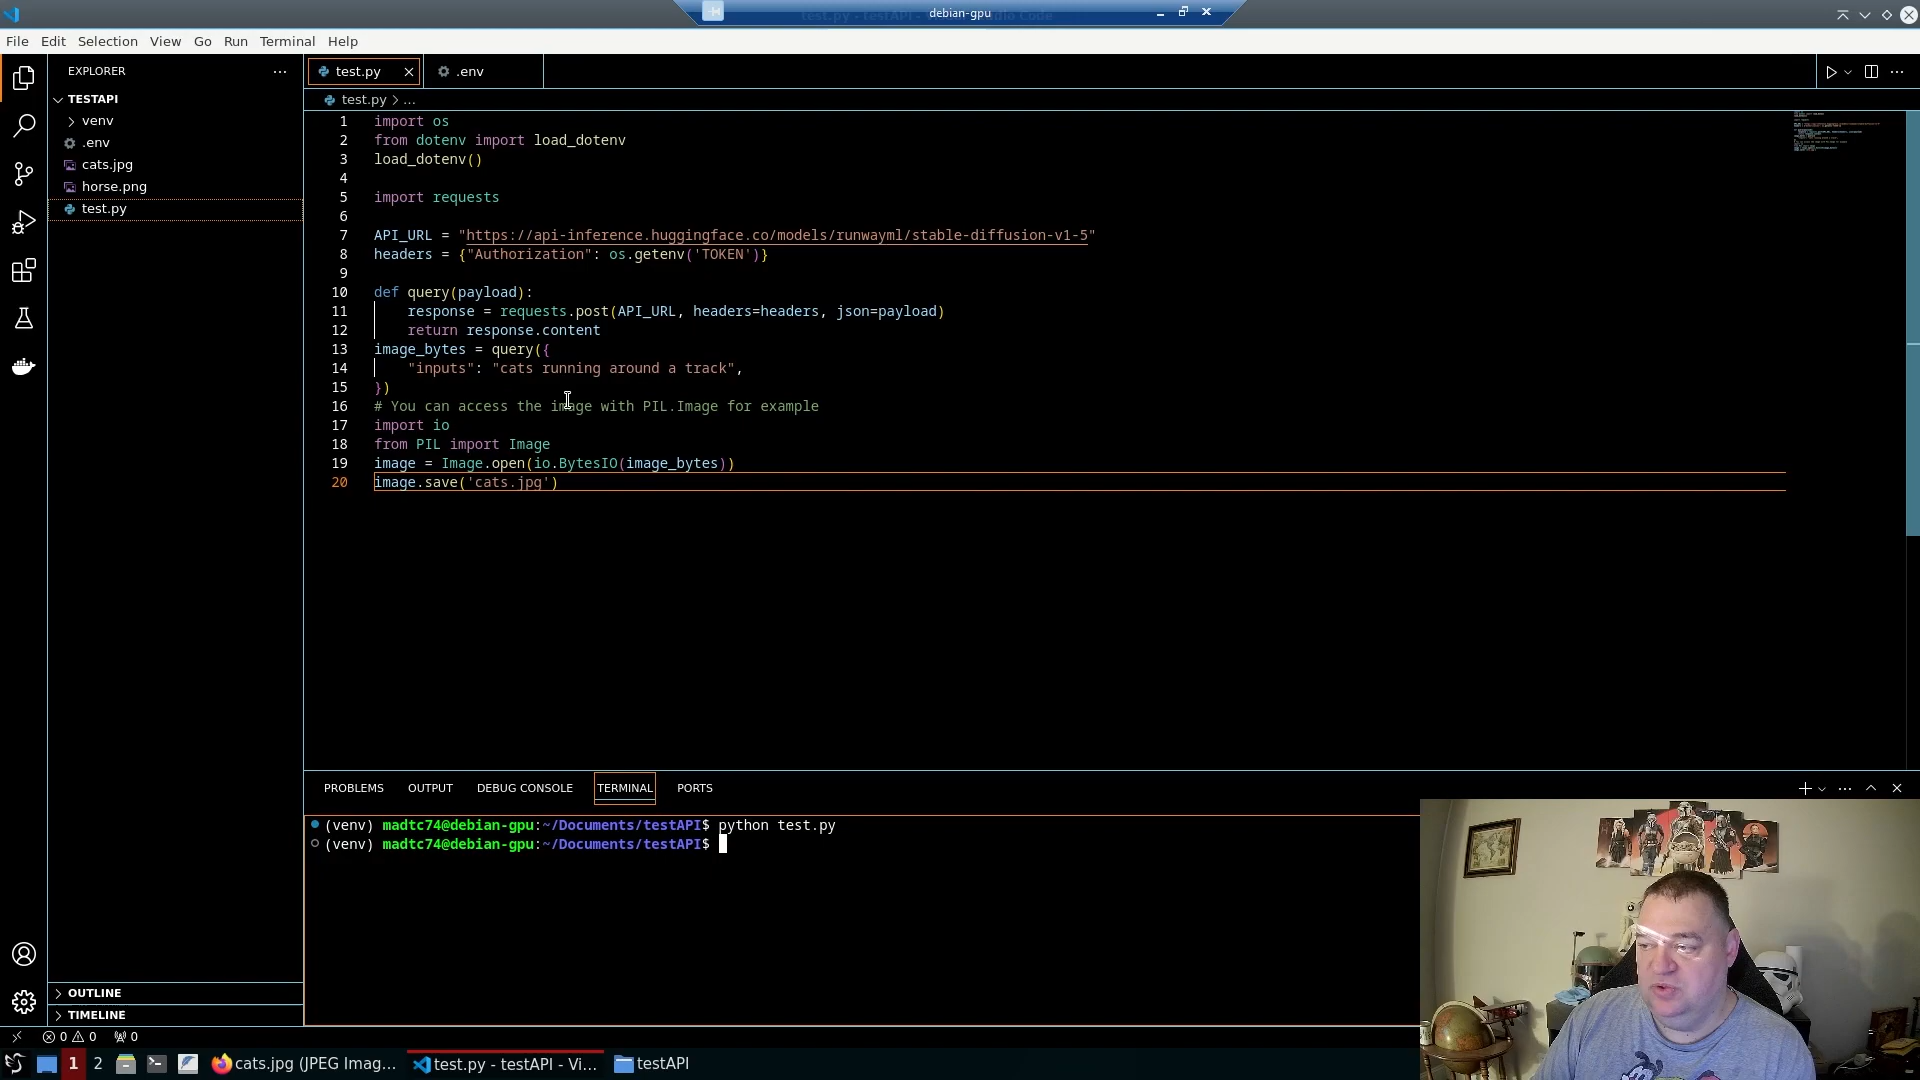 debian-gpu
File Edit Selection View Go Run Terminal Help
EXPLORER
TESTAPI
venv
.env
cats.jpg
horse.png
test.py
OUTLINE
TIMELINE
test.py
.env
test.py > ...
1 import os
2 from dotenv import load_dotenv
3 load_dotenv()
4
5 import requests
6
7 API_URL = "https://api-inference.huggingface.co/models/runwayml/stable-diffusion-v1-5"
8 headers = {"Authorization": os.getenv('TOKEN')}
9
10 def query(payload):
11 response = requests.post(API_URL, headers=headers, json=payload)
12 return response.content
13 image_bytes = query({
14 "inputs": "cats running around a track",
15 })
16 # You can access the image with PIL.Image for example
17 import io
18 from PIL import Image
19 image = Image.open(io.BytesIO(image_bytes))
20 image.save('cats.jpg')
PROBLEMS OUTPUT DEBUG CONSOLE TERMINAL PORTS
(venv) madtc74@debian-gpu:~/Documents/testAPI$ python test.py
(venv) madtc74@debian-gpu:~/Documents/testAPI$
0 0 0
1 2 cats.jpg (JPEG Imag... test.py - testAPI - Vi... testAPI